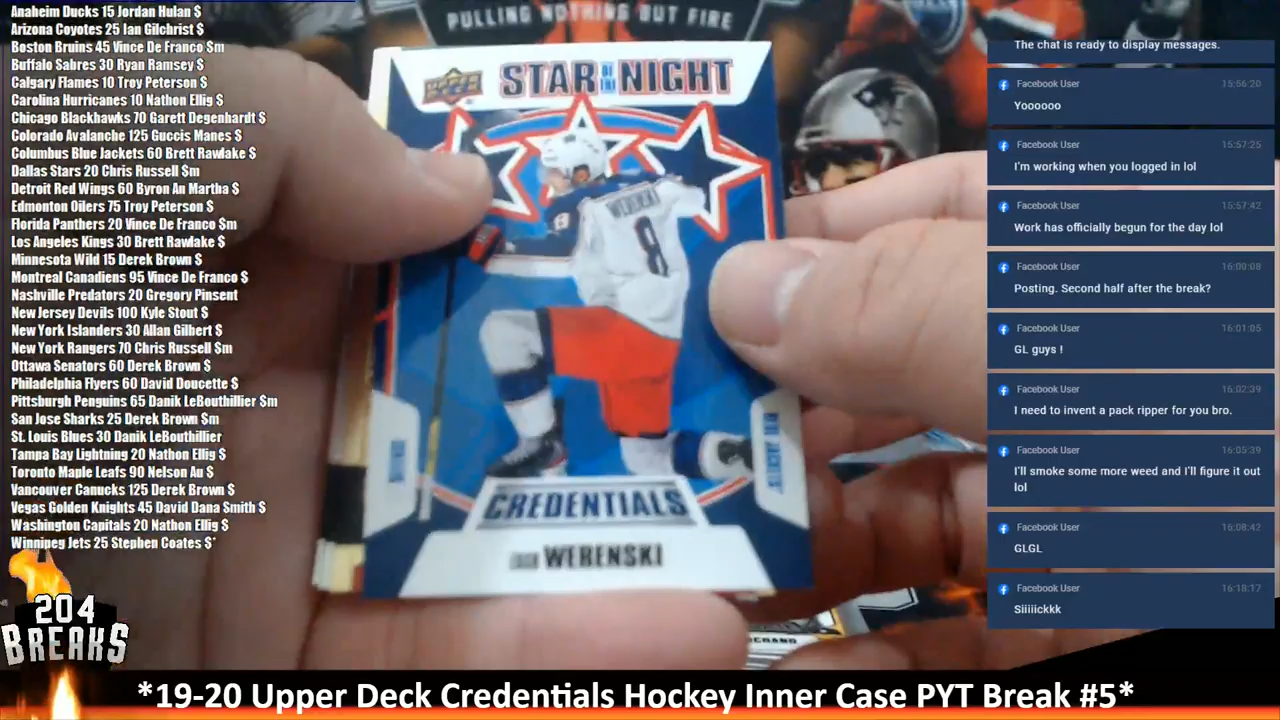 Anaheim Ducks 15 Jordan Hulan $
Arizona Coyotes 25 Ian Gilchrist $
Boston Bruins 45 Vince De Franco $m
Buffalo Sabres 30 Ryan Ramsey $
Calgary Flames 10 Troy Peterson $
Carolina Hurricanes 10 Nathon Ellig $
Chicago Blackhawks 70 Garett Degenhardt $
Colorado Avalanche 125 Guccis Manes $
Columbus Blue Jackets 60 Brett Rawlake $
Dallas Stars 20 Chris Russell $m
Detroit Red Wings 60 Byron An Martha $
Edmonton Oilers 75 Troy Peterson $
Florida Panthers 20 Vince De Franco $m
Los Angeles Kings 30 Brett Rawlake $
Minnesota Wild 15 Derek Brown $
Montreal Canadiens 95 Vince De Franco $
Nashville Predators 20 Gregory Pinsent
New Jersey Devils 100 Kyle Stout $
New York Islanders 30 Allan Gilbert $
New York Rangers 70 Chris Russell $m
Ottawa Senators 60 Derek Brown $
Philadelphia Flyers 60 David Doucette $
Pittsburgh Penguins 65 Danik LeBouthillier $m
San Jose Sharks 25 Derek Brown $m
St. Louis Blues 30 Danik LeBouthillier
Tampa Bay Lightning 20 Nathon Ellig $
Toronto Maple Leafs 90 Nelson Au $
Vancouver Canucks 125 Derek Brown $
Vegas Golden Knights 45 David Dana Smith $
Washington Capitals 20 Nathon Ellig $
Winnipeg Jets 25 Stephen Coates $*
204
BREAKS
PULLING NOTHING BUT FIRE
UPPER DECK
STAR OF THE NIGHT
WERENSKI
8
8
CREDENTIALS
WERENSKI
The chat is ready to display messages.
Facebook User 15:56:20
Yoooooo
Facebook User 15:57:25
I'm working when you logged in lol
Facebook User 15:57:42
Work has officially begun for the day lol
Facebook User 16:00:08
Posting. Second half after the break?
Facebook User 16:01:05
GL guys !
Facebook User 16:02:39
I need to invent a pack ripper for you bro.
Facebook User 16:05:39
I'll smoke some more weed and I'll figure it out
lol
Facebook User 16:08:42
GLGL
Facebook User 16:18:17
Siiiiickkk
*19-20 Upper Deck Credentials Hockey Inner Case PYT Break #5*